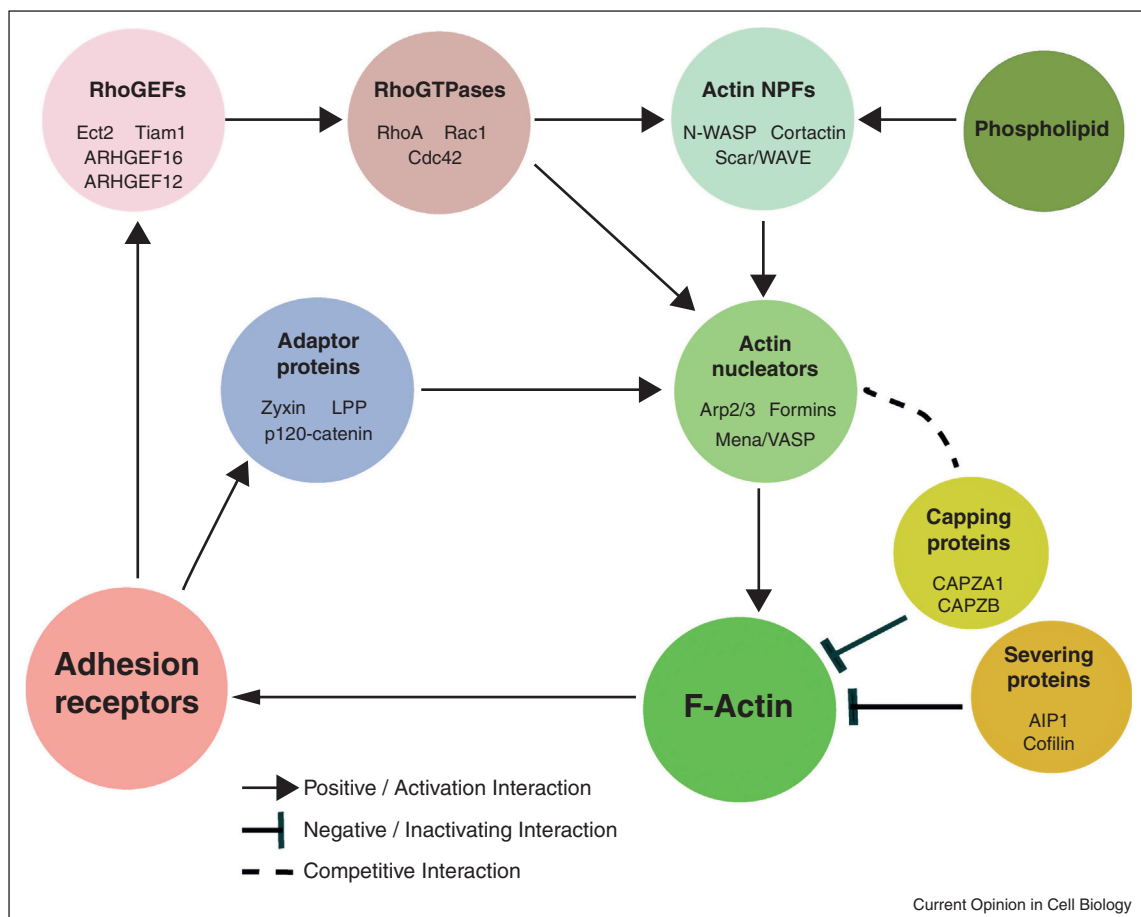 RhoGEFs
Ect2 Tiam1
ARHGEF16
ARHGEF12
RhoGTPases
RhoA Rac1
Cdc42
Actin NPFs
N-WASP Cortactin
Scar/WAVE
Phospholipid
Adaptor
proteins
Zyxin LPP
p120-catenin
Actin
nucleators
Arp2/3 Formins
Mena/VASP
Capping
proteins
CAPZA1
CAPZB
Adhesion
receptors
F-Actin
Severing
proteins
AIP1
Cofilin
Positive / Activation Interaction
Negative / Inactivating Interaction
Competitive Interaction
Current Opinion in Cell Biology